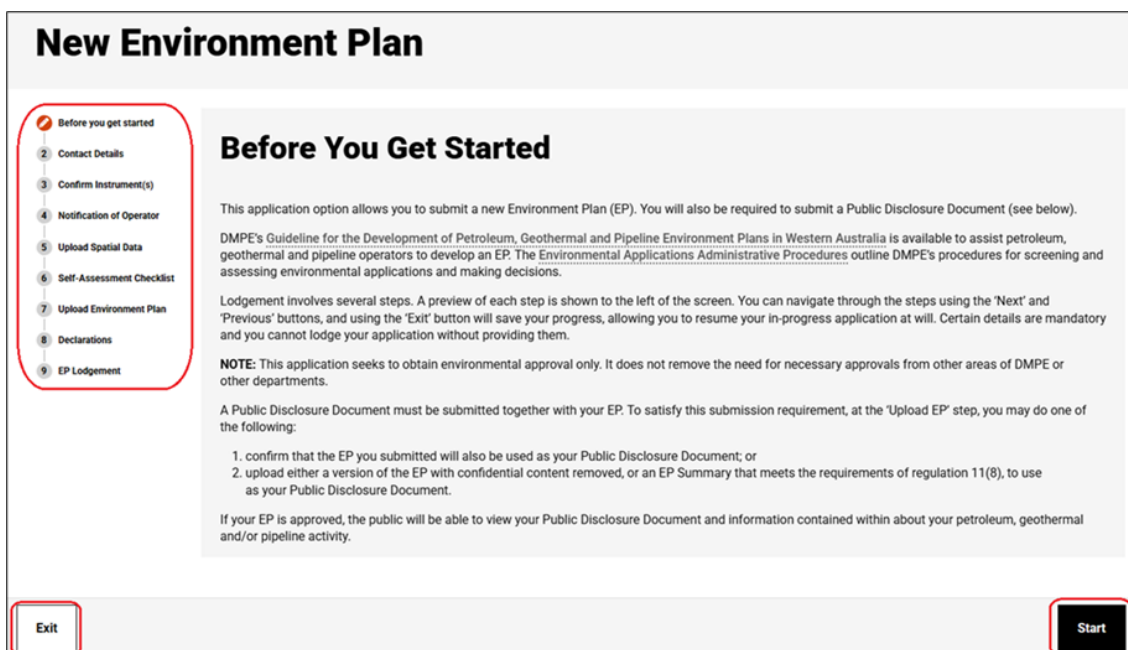 New Environment Plan
Before you get started
2 Contact Details
3 Confirm Instrument(s)
4 Notification of Operator
5 Upload Spatial Data
6 Self-Assessment Checklist
7 Upload Environment Plan
8 Declarations
9 EP Lodgement
Before You Get Started
This application option allows you to submit a new Environment Plan (EP). You will also be required to submit a Public Disclosure Document (see below).
DMPE's Guideline for the Development of Petroleum, Geothermal and Pipeline Environment Plans in Western Australia is available to assist petroleum,
geothermal and pipeline operators to develop an EP. The Environmental Applications Administrative Procedures outline DMPE's procedures for screening and
assessing environmental applications and making decisions.
Lodgement involves several steps. A preview of each step is shown to the left of the screen. You can navigate through the steps using the 'Next' and
'Previous' buttons, and using the 'Exit' button will save your progress, allowing you to resume your in-progress application at will. Certain details are mandatory
and you cannot lodge your application without providing them.
NOTE: This application seeks to obtain environmental approval only. It does not remove the need for necessary approvals from other areas of DMPE or
other departments.
A Public Disclosure Document must be submitted together with your EP. To satisfy this submission requirement, at the 'Upload EP' step, you may do one of
the following:
1. confirm that the EP you submitted will also be used as your Public Disclosure Document; or
2. upload either a version of the EP with confidential content removed, or an EP Summary that meets the requirements of regulation 11(8), to use
as your Public Disclosure Document.
If your EP is approved, the public will be able to view your Public Disclosure Document and information contained within about your petroleum, geothermal
and/or pipeline activity.
Exit
Start